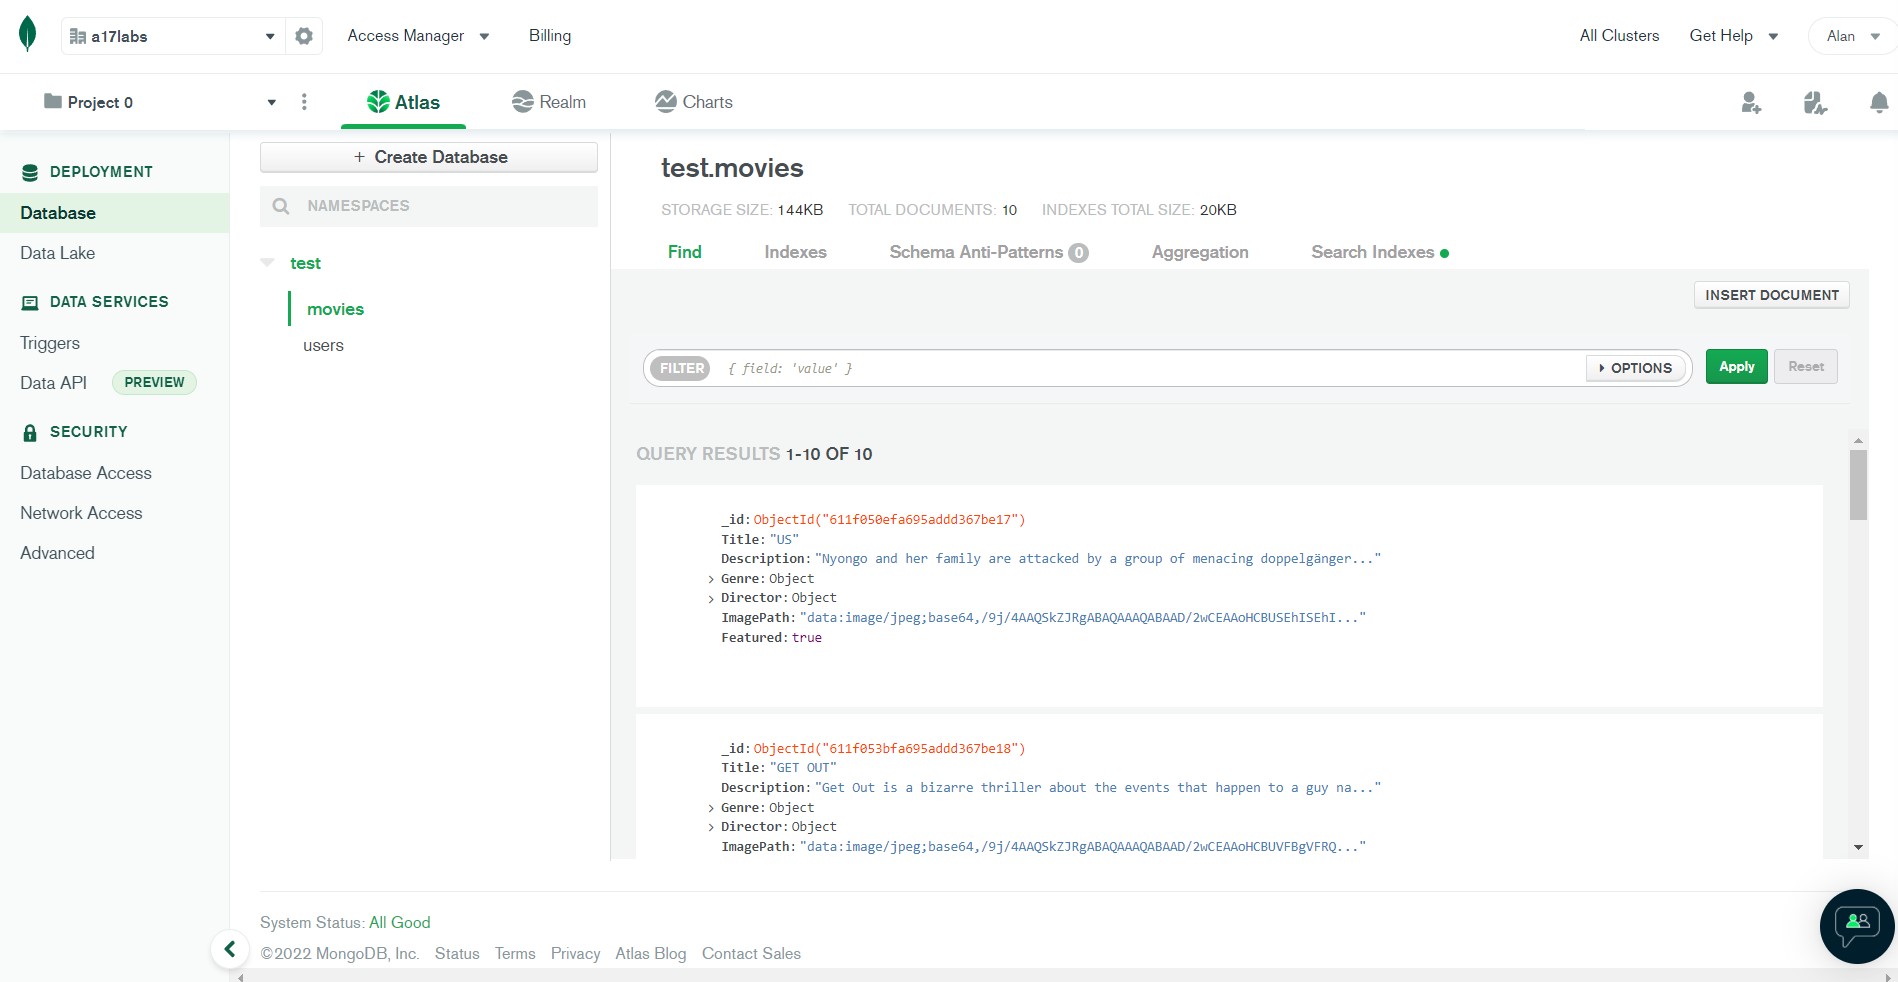 a17labs Access Manager Billing All Clusters Get Help Alan
Project 0 Atlas Realm Charts
DEPLOYMENT
Database
Data Lake
DATA SERVICES
Triggers
Data API PREVIEW
SECURITY
Database Access
Network Access
Advanced
+ Create Database
NAMESPACES
test
movies
users
test.movies
STORAGE SIZE: 144KB TOTAL DOCUMENTS: 10 INDEXES TOTAL SIZE: 20KB
Find Indexes Schema Anti-Patterns 0 Aggregation Search Indexes
INSERT DOCUMENT
FILTER { field: 'value' } OPTIONS Apply Reset
QUERY RESULTS 1-10 OF 10
_id: ObjectId("611f050efa695addd367be17")
Title: "US"
Description: "Nyongo and her family are attacked by a group of menacing doppelgänger..."
Genre: Object
Director: Object
ImagePath: "data:image/jpeg;base64,/9j/4AAQSkZJRgABAQAAAQABAAD/2wCEAAoHCBUSEhISEhI..."
Featured: true
_id: ObjectId("611f053bfa695addd367be18")
Title: "GET OUT"
Description: "Get Out is a bizarre thriller about the events that happen to a guy na..."
Genre: Object
Director: Object
ImagePath: "data:image/jpeg;base64,/9j/4AAQSkZJRgABAQAAAQABAAD/2wCEAAoHCBUVFBgVFRQ..."
System Status: All Good
©2022 MongoDB, Inc. Status Terms Privacy Atlas Blog Contact Sales